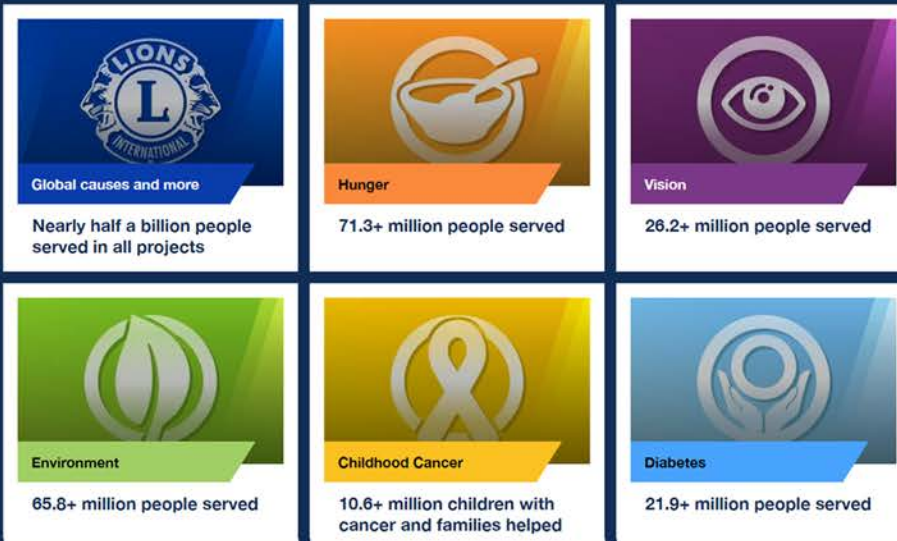 LIONS
L
INTERNATIONAL
Global causes and more
Nearly half a billion people
served in all projects
Hunger
71.3+ million people served
Vision
26.2+ million people served
Environment
65.8+ million people served
Childhood Cancer
10.6+ million children with
cancer and families helped
Diabetes
21.9+ million people served